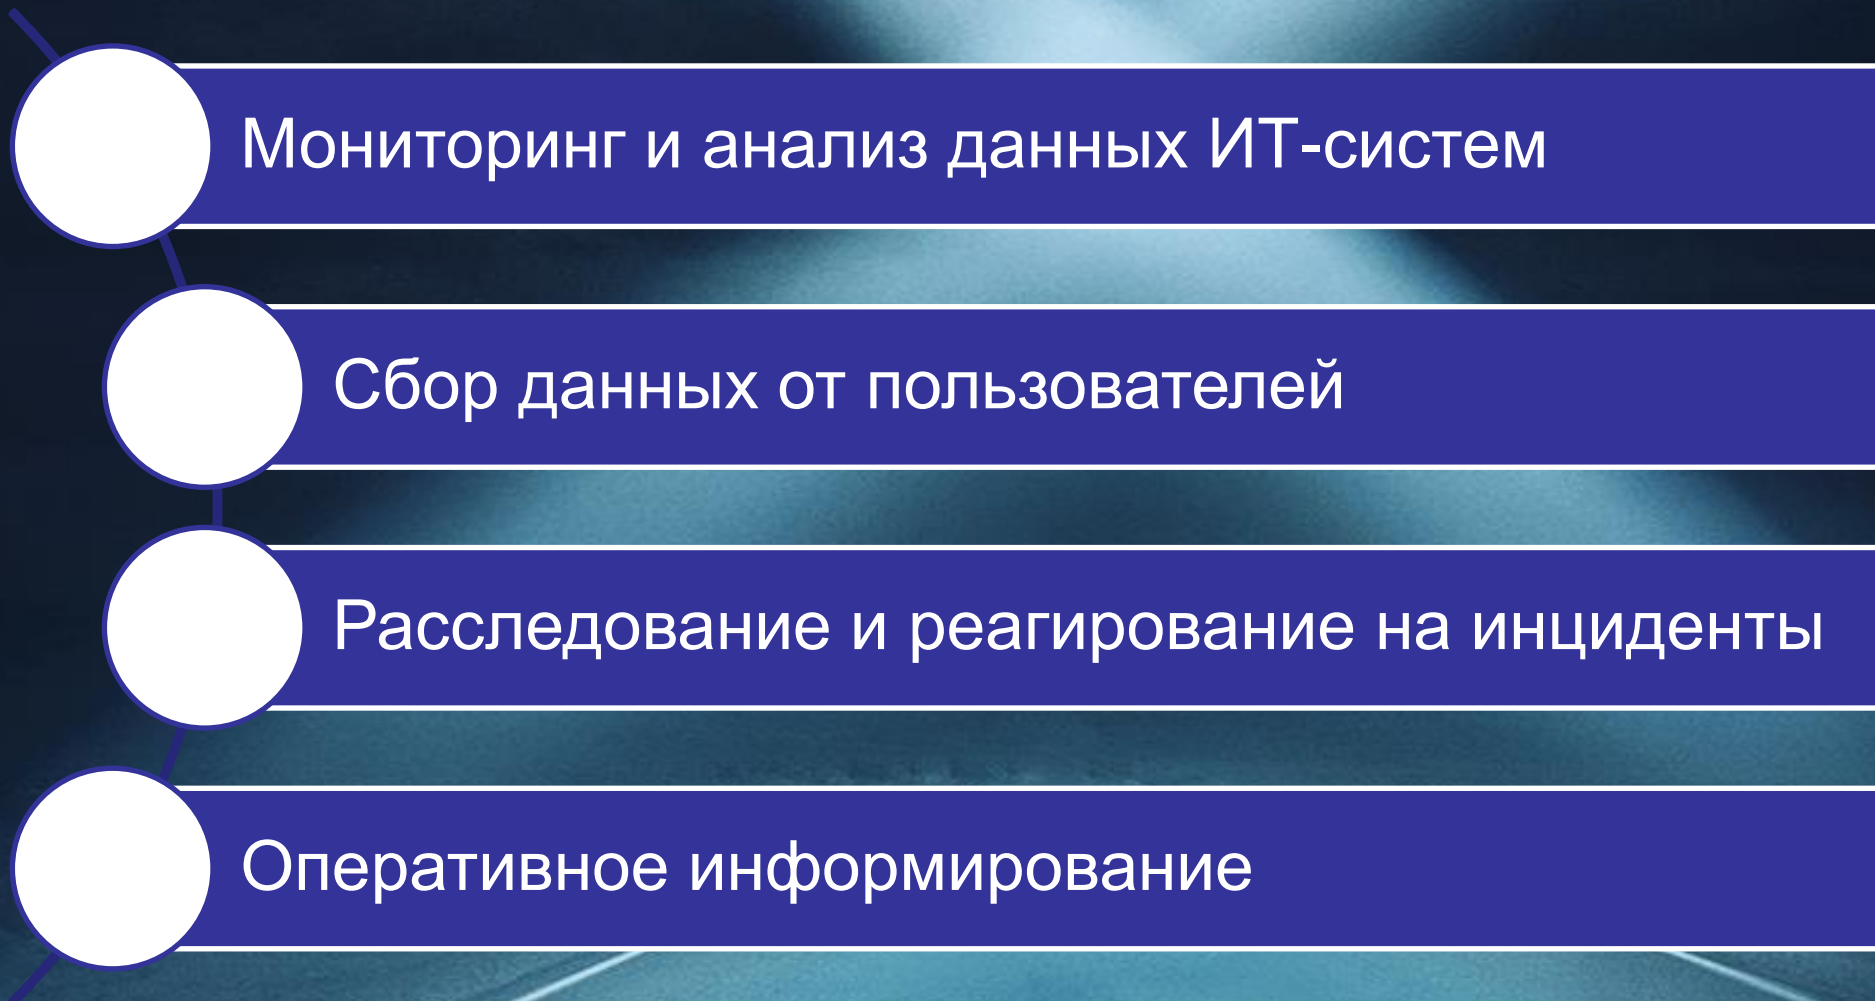 Мониторинг и анализ данных ИТ-систем
Сбор данных от пользователей
Расследование и реагирование на инциденты
Оперативное информирование